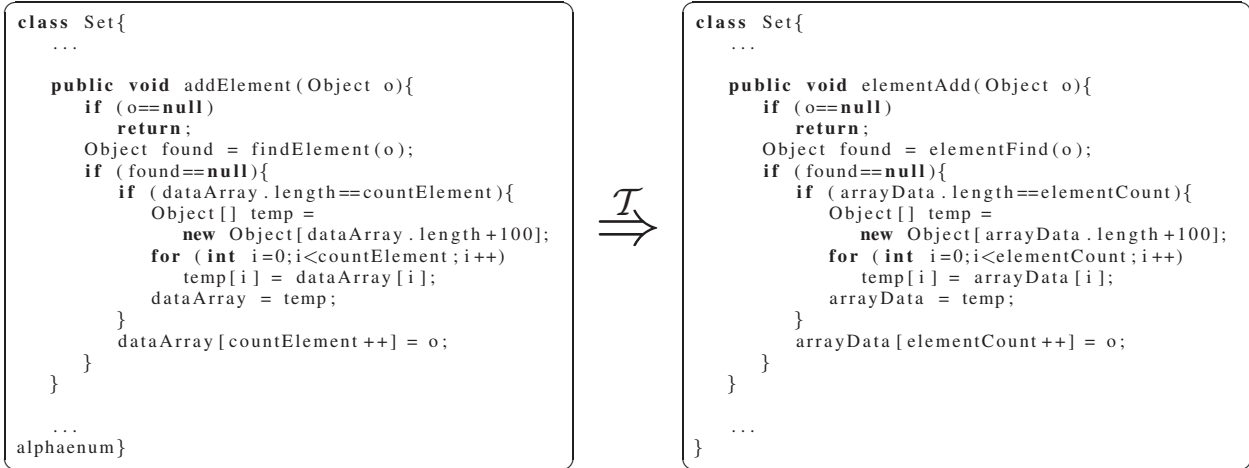 class Set{
...
public void addElement(Object o){
if (o==null)
return;
Object found = findElement(o);
if (found==null){
if (dataArray.length==countElement){
Object[] temp =
new Object[dataArray.length+100];
for (int i=0;i<countElement;i++)
temp[i] = dataArray[i];
dataArray = temp;
}
dataArray[countElement++] = o;
}
}
...
alphaenum}
T
class Set{
...
public void elementAdd(Object o){
if (o==null)
return;
Object found = elementFind(o);
if (found==null){
if (arrayData.length==elementCount){
Object[] temp =
new Object[arrayData.length+100];
for (int i=0;i<elementCount;i++)
temp[i] = arrayData[i];
arrayData = temp;
}
arrayData[elementCount++] = o;
}
}
...
}